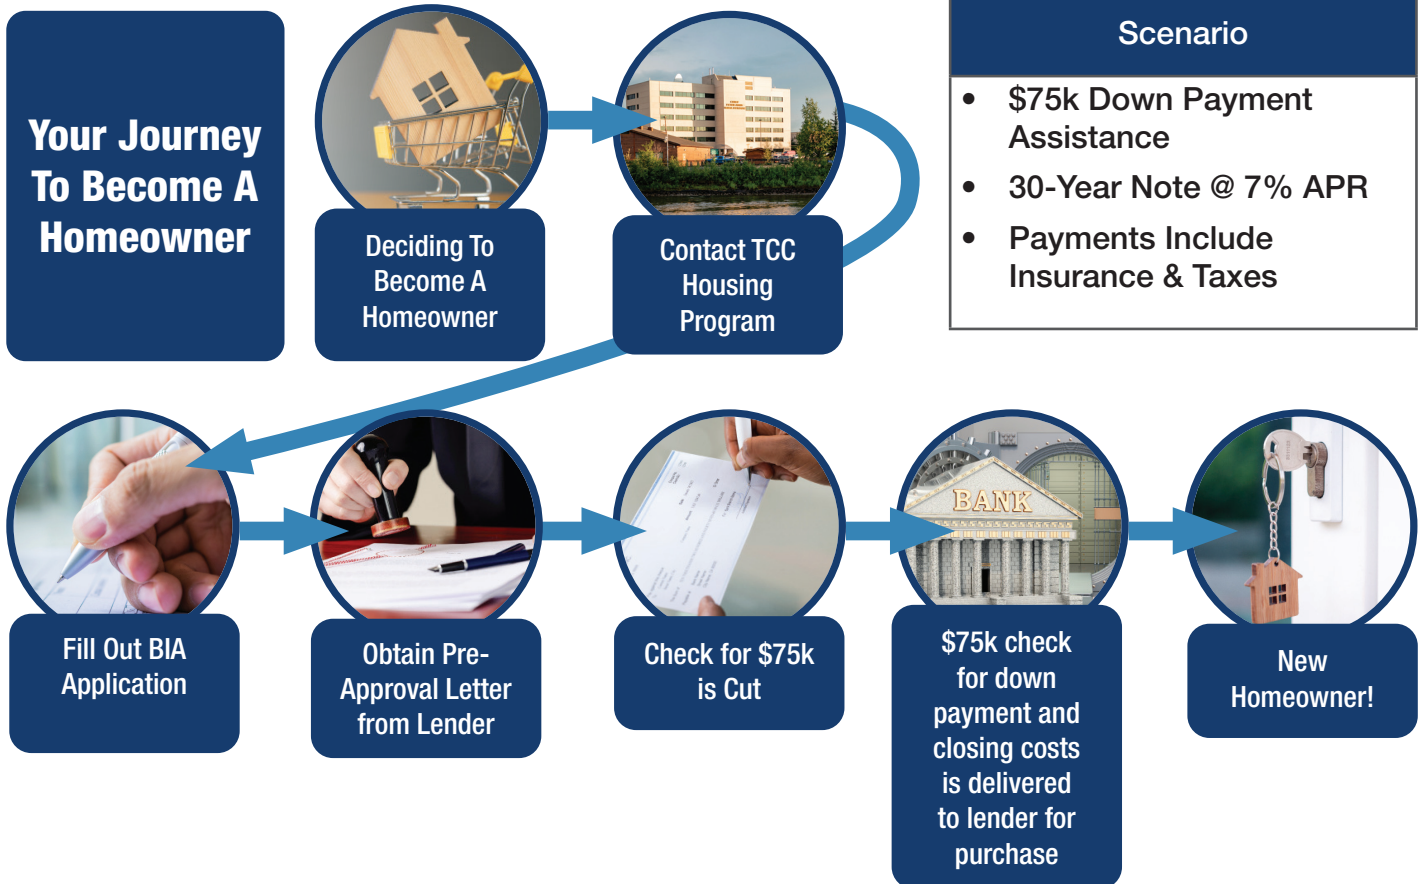 Your Journey
To Become A
Homeowner
Deciding To
Become A
Homeowner
Contact TCC
Housing
Program
Scenario
• $75k Down Payment
Assistance
• 30-Year Note @ 7% APR
• Payments Include
Insurance & Taxes
Fill Out BIA
Application
Obtain Pre-
Approval Letter
from Lender
Check for $75k
is Cut
BANK
$75k check
for down
payment and
closing costs
is delivered
to lender for
purchase
New
Homeowner!